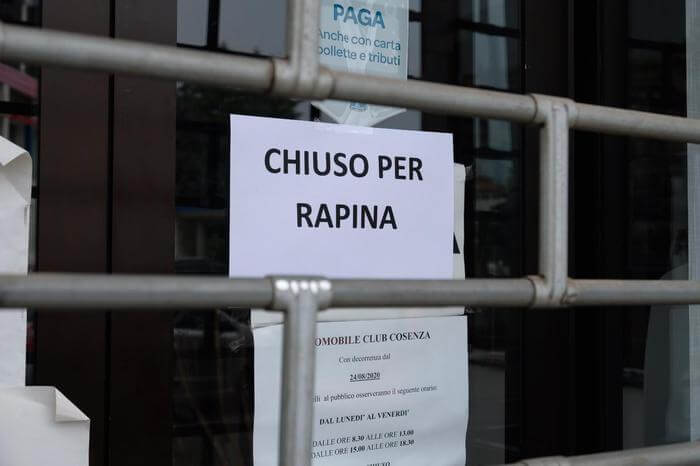 PAGA
Anche con carta
bollette e tributi
CHIUSO PER
RAPINA
OMOBILE CLUB COSENZA
Con decorrenza dal
24/08/2020
elli al pubblico osserveranno il seguente orario:
DAL LUNEDI' AL VENERDI'
DALLE ORE 8.30 ALLE ORE 13.00
DALLE ORE 15.00 ALLE ORE 18.30